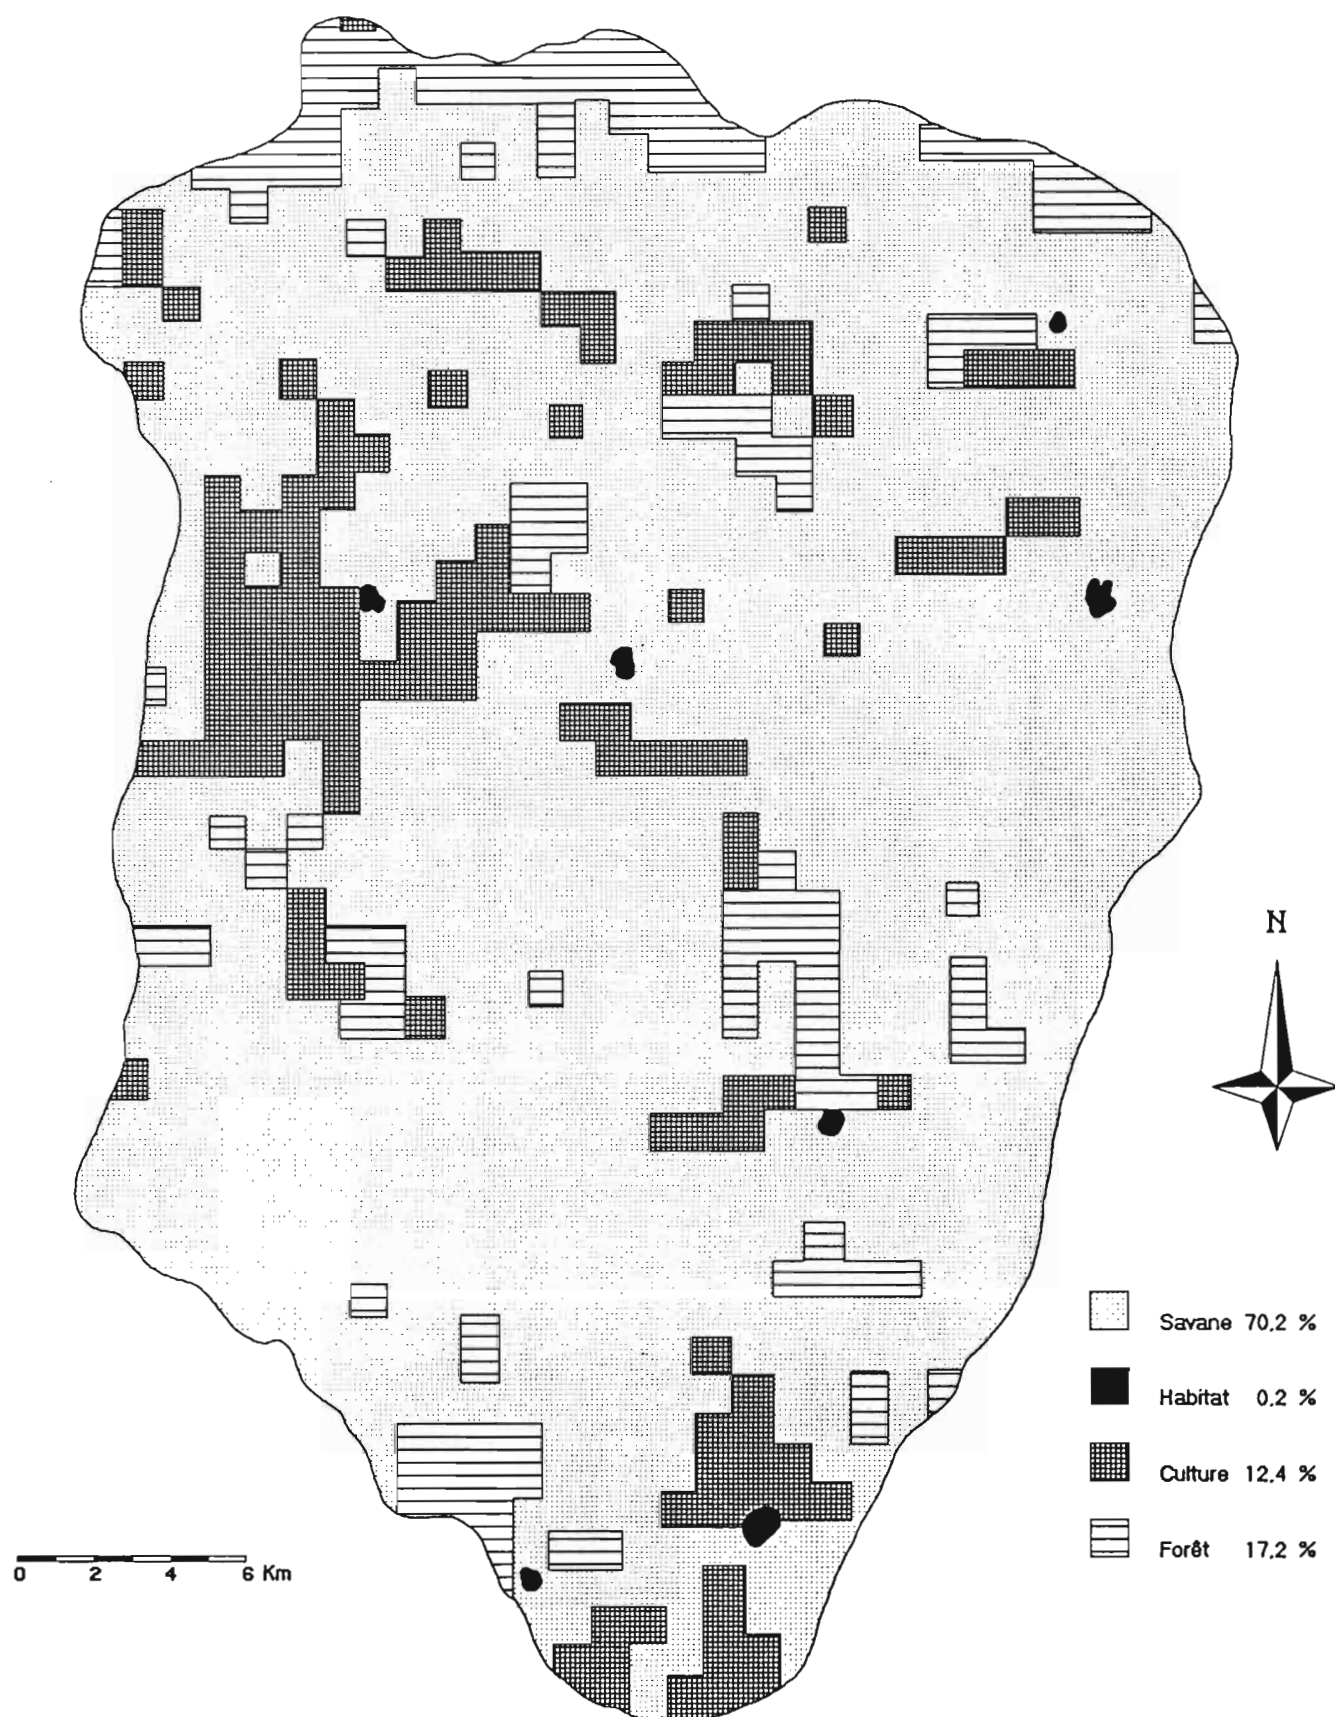 N
Savane 70.2 %
Habitat 0.2 %
Culture 12.4 %
Forêt 17.2 %
0 2 4 6 Km